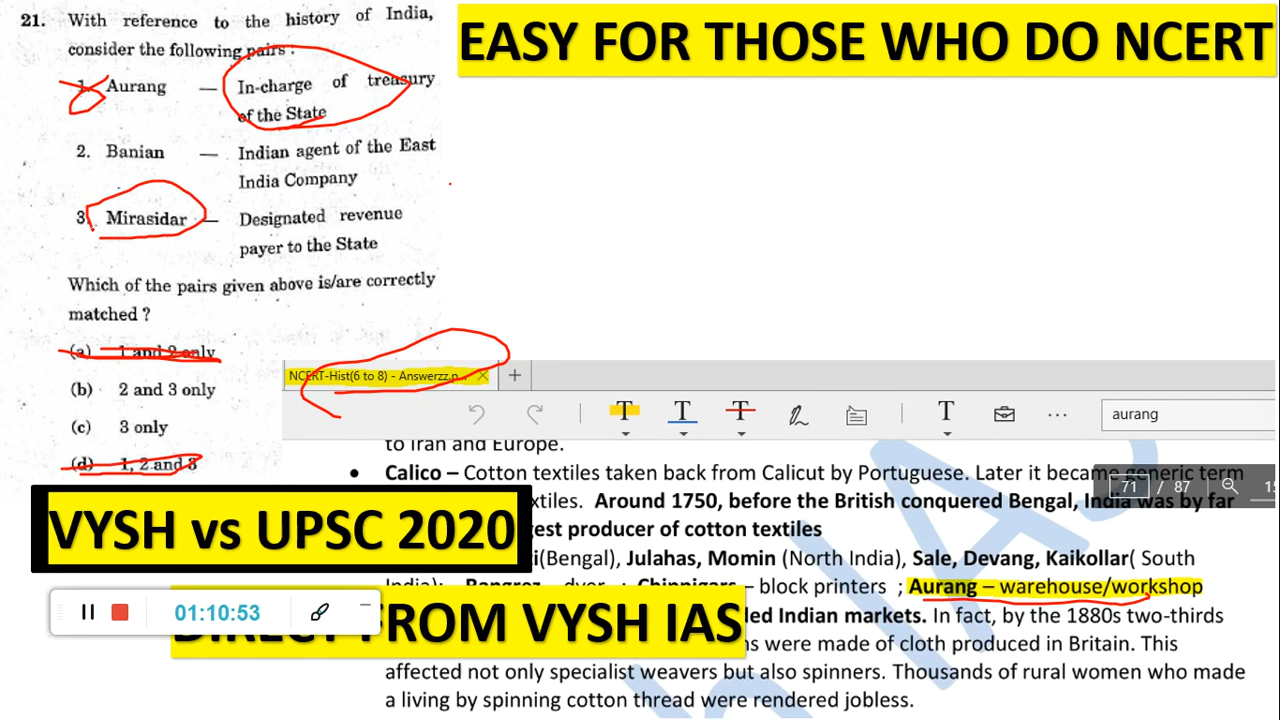 21. With reference to the history of India,
consider the following pairs :
1. Aurang — In-charge of treasury
of the State
2. Banian — Indian agent of the East
India Company
3. Mirasidar — Designated revenue
payer to the State
Which of the pairs given above is/are correctly
matched ?
(a) 1 and 2 only
(b) 2 and 3 only
(c) 3 only
(d) 1, 2 and 3
EASY FOR THOSE WHO DO NCERT
NCERT-Hist(6 to 8) - Answerzz.p...
aurang
71 / 87
to Iran and Europe.
• Calico – Cotton textiles taken back from Calicut by Portuguese. Later it became generic term
Around 1750, before the British conquered Bengal, India was by far
producer of cotton textiles
(Bengal), Julahas, Momin (North India), Sale, Devang, Kaikollar( South
– block printers ; Aurang – warehouse/workshop
Indian markets. In fact, by the 1880s two-thirds
were made of cloth produced in Britain. This
affected not only specialist weavers but also spinners. Thousands of rural women who made
a living by spinning cotton thread were rendered jobless.
VYSH vs UPSC 2020
01:10:53
FROM VYSH IAS